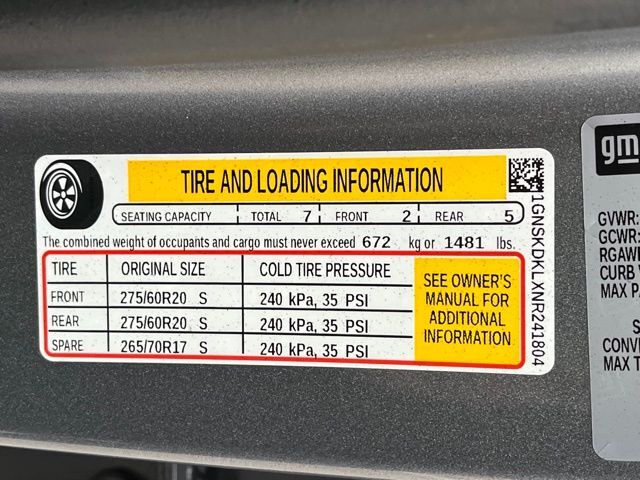 TIRE AND LOADING INFORMATION
SEATING CAPACITY TOTAL 7 FRONT 2 REAR 5
The combined weight of occupants and cargo must never exceed 672 kg or 1481 lbs.
TIRE ORIGINAL SIZE COLD TIRE PRESSURE
FRONT 275/60R20 S 240 kPa, 35 PSI
REAR 275/60R20 S 240 kPa, 35 PSI
SPARE 265/70R17 S 240 kPa, 35 PSI
SEE OWNER'S
MANUAL FOR
ADDITIONAL
INFORMATION
1GNSKDKLXNR241804
gm
GVWR:
GCWR:
RGAW
CURB
MAX P
S
CONV
MAX T